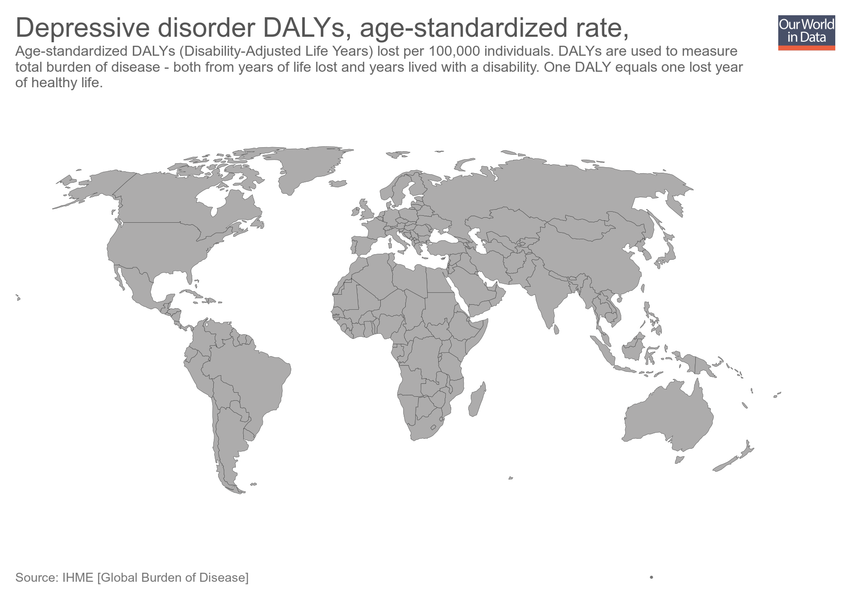 Depressive disorder DALYs, age-standardized rate,
Our World
in Data
Age-standardized DALYs (Disability-Adjusted Life Years) lost per 100,000 individuals. DALYs are used to measure
total burden of disease - both from years of life lost and years lived with a disability. One DALY equals one lost year
of healthy life.
Source: IHME [Global Burden of Disease]
•